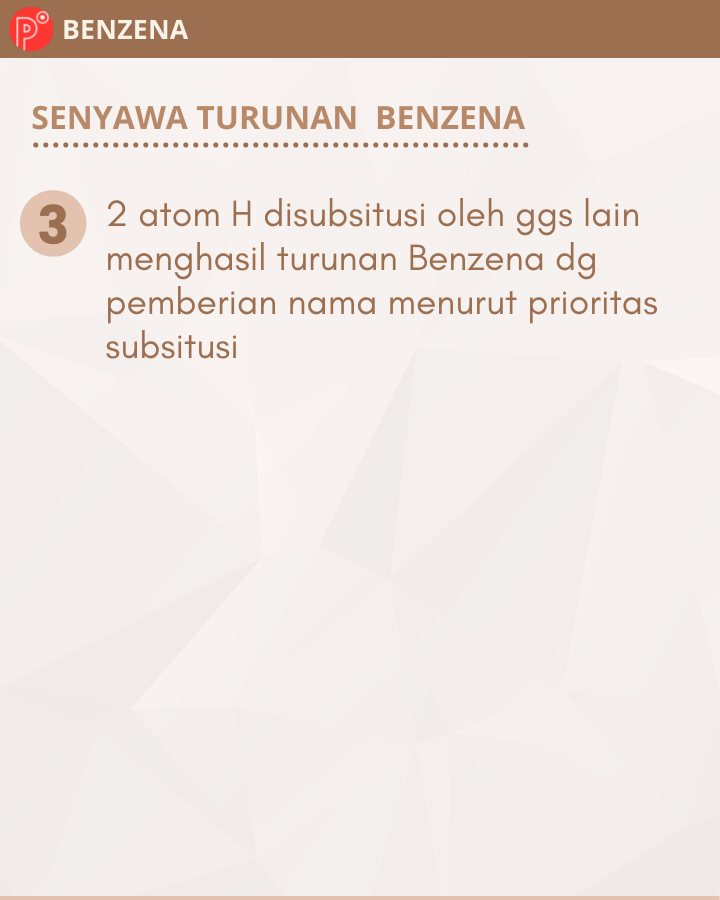 BENZENA
SENYAWA TURUNAN BENZENA
3
2 atom H disubsitusi oleh ggs lain
menghasil turunan Benzena dg
pemberian nama menurut prioritas
subsitusi